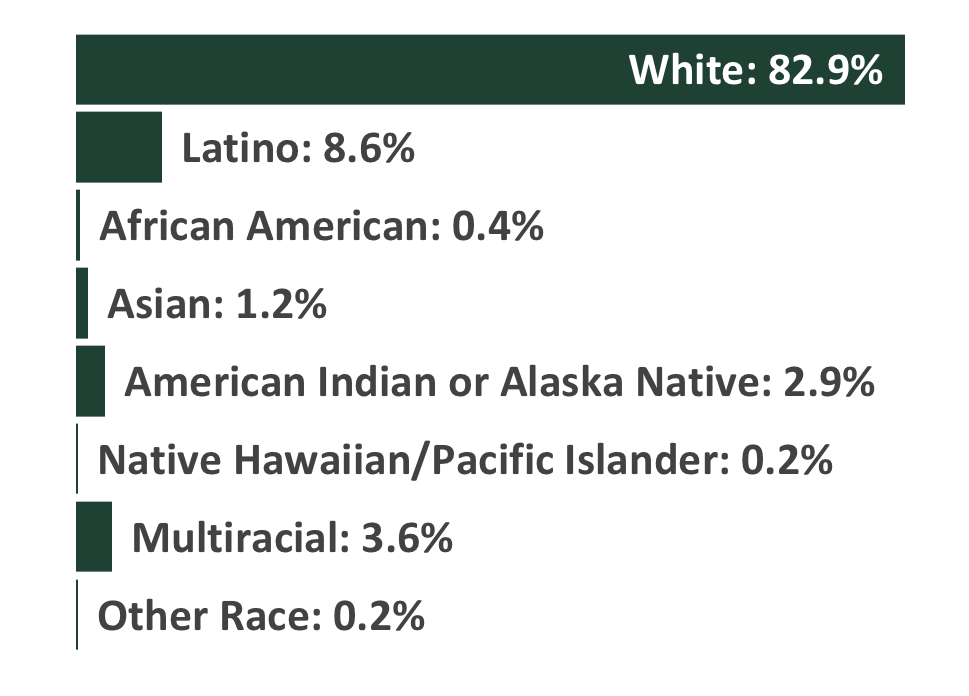 White: 82.9%
Latino: 8.6%
African American: 0.4%
Asian: 1.2%
American Indian or Alaska Native: 2.9%
Native Hawaiian/Pacific Islander: 0.2%
Multiracial: 3.6%
Other Race: 0.2%